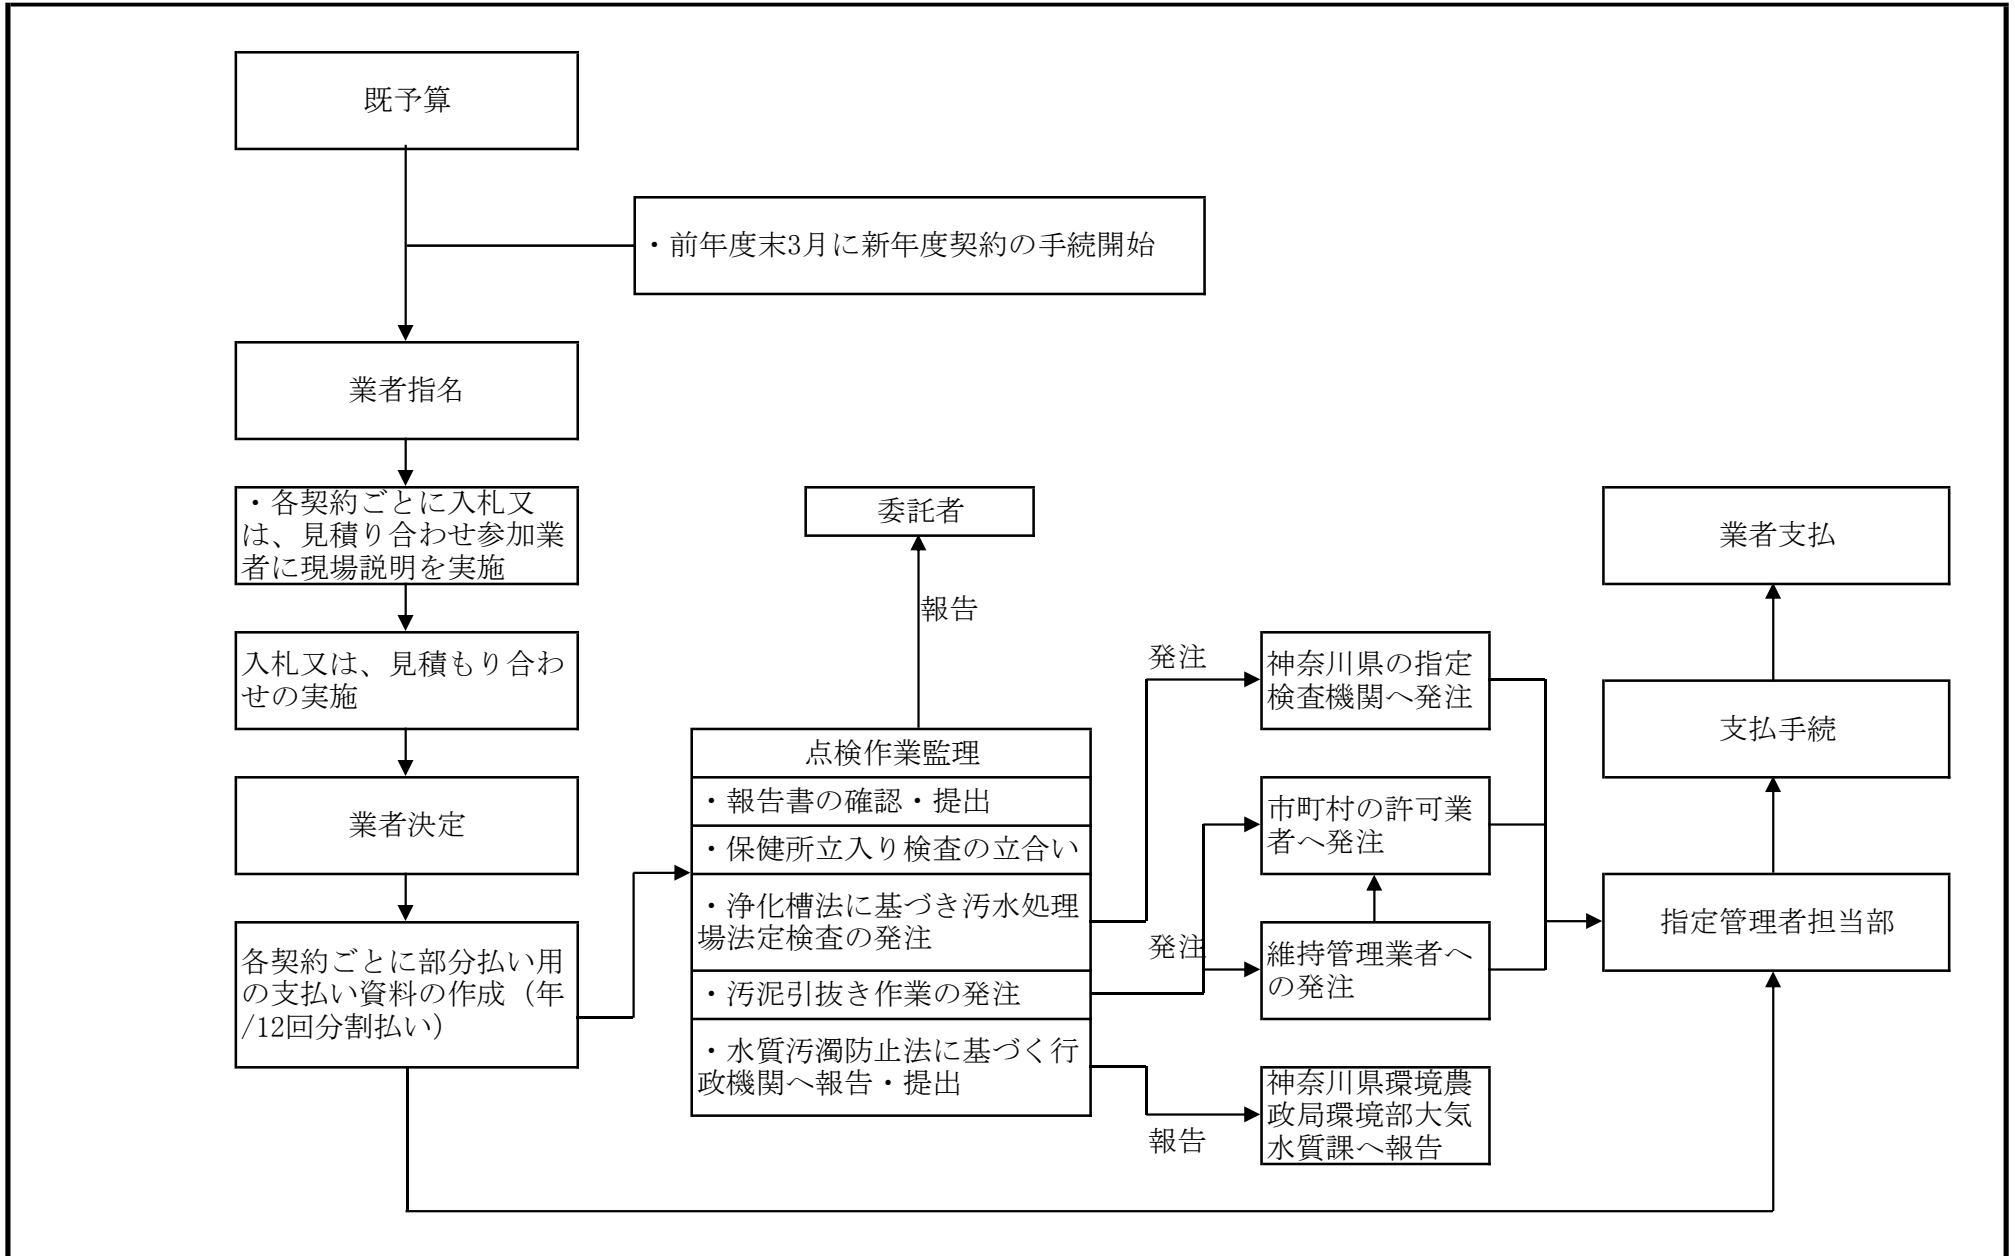 既予算
・前年度末3月に新年度契約の手続開始
業者指名
・各契約ごとに入札又
は、見積り合わせ参加業
者に現場説明を実施
入札又は、見積もり合わ
せの実施
業者決定
各契約ごとに部分払い用
の支払い資料の作成（年
/12回分割払い）
委託者
報告
点検作業監理
・報告書の確認・提出
・保健所立入り検査の立合い
・浄化槽法に基づき汚水処理
場法定検査の発注
・汚泥引抜き作業の発注
・水質汚濁防止法に基づく行
政機関へ報告・提出
発注
神奈川県の指定
検査機関へ発注
市町村の許可業
者へ発注
発注
維持管理業者へ
の発注
報告
神奈川県環境農
政局環境部大気
水質課へ報告
業者支払
支払手続
指定管理者担当部